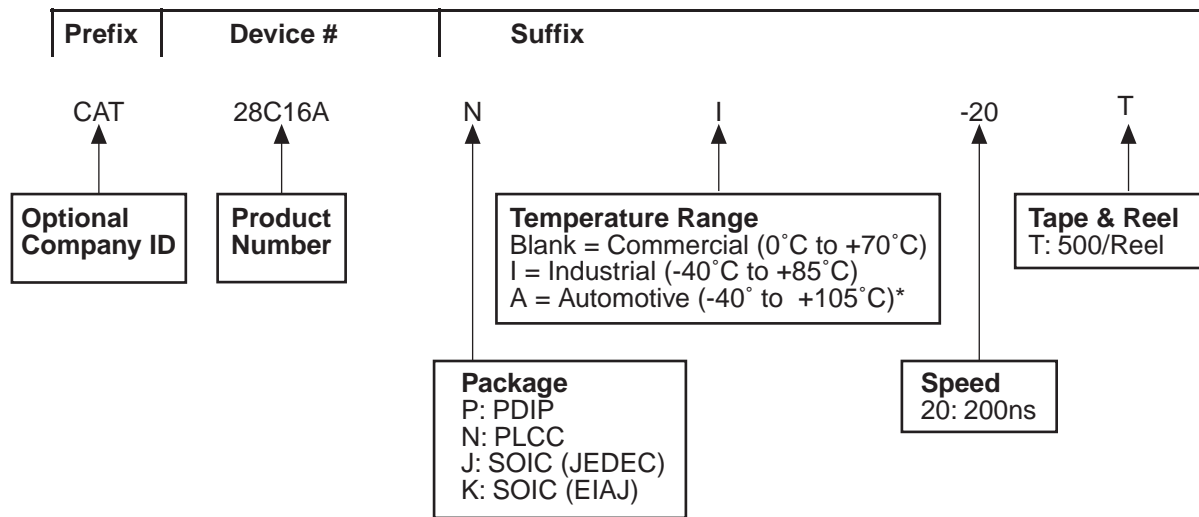 Prefix Device # Suffix
CAT 28C16A N I -20 T
Optional
Company ID
Product
Number
Temperature Range
Blank = Commercial (0˚C to +70˚C)
I = Industrial (-40˚C to +85˚C)
A = Automotive (-40˚ to +105˚C)*
Tape & Reel
T: 500/Reel
Package
P: PDIP
N: PLCC
J: SOIC (JEDEC)
K: SOIC (EIAJ)
Speed
20: 200ns